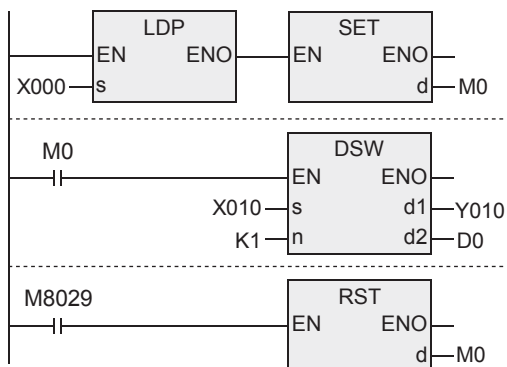 LDP SET
EN ENO EN ENO
X000 s d M0
M0 DSW
EN ENO
X010 s d1 Y010
K1 n d2 D0
M8029 RST
EN ENO
d M0